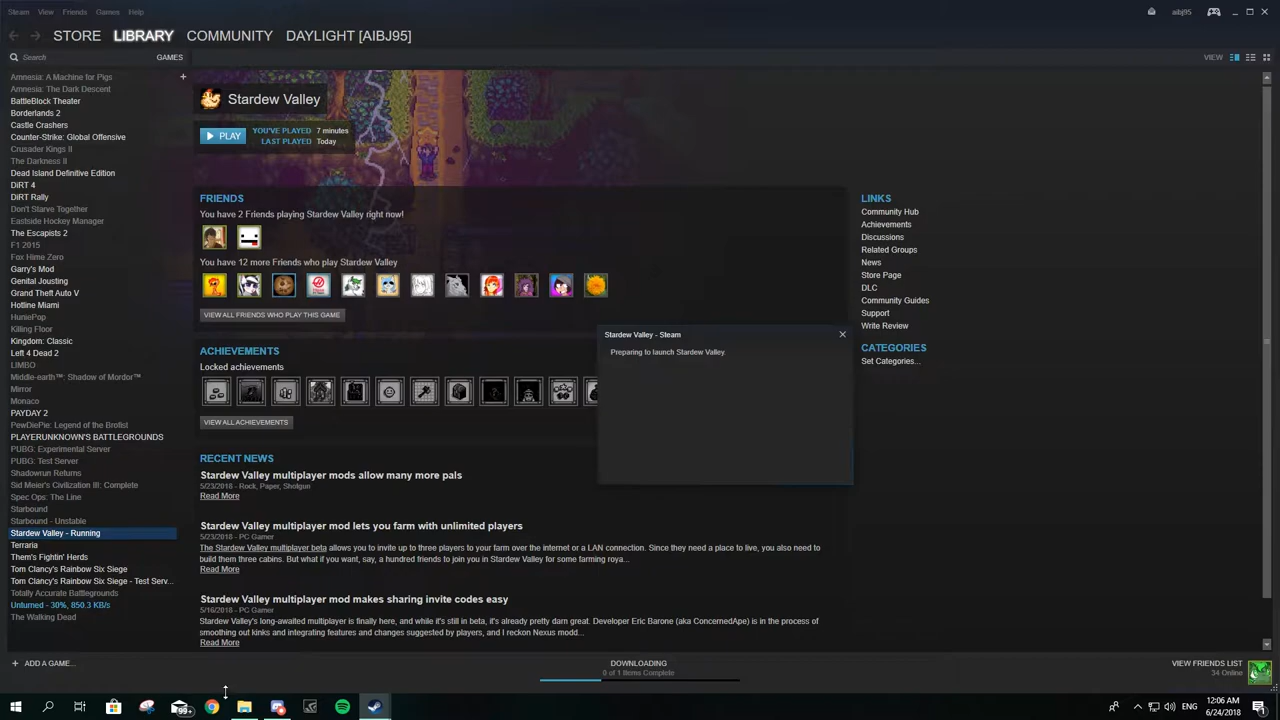 Steam View Friends Games Help
aibj95
STORE LIBRARY COMMUNITY DAYLIGHT [AIBJ95]
Search GAMES
VIEW
Amnesia: A Machine for Pigs
Amnesia: The Dark Descent
BattleBlock Theater
Borderlands 2
Castle Crashers
Counter-Strike: Global Offensive
Crusader Kings II
The Darkness II
Dead Island Definitive Edition
DiRT 4
DiRT Rally
Don't Starve Together
Eastside Hockey Manager
The Escapists 2
F1 2015
Fox Hime Zero
Garry's Mod
Genital Jousting
Grand Theft Auto V
Hotline Miami
HuniePop
Killing Floor
Kingdom: Classic
Left 4 Dead 2
LIMBO
Middle-earth™: Shadow of Mordor™
Mirror
Monaco
PAYDAY 2
PewDiePie: Legend of the Brofist
PLAYERUNKNOWN'S BATTLEGROUNDS
PUBG: Experimental Server
PUBG: Test Server
Shadowrun Returns
Sid Meier's Civilization III: Complete
Spec Ops: The Line
Starbound
Starbound - Unstable
Stardew Valley - Running
Terraria
Them's Fightin' Herds
Tom Clancy's Rainbow Six Siege
Tom Clancy's Rainbow Six Siege - Test Serv...
Totally Accurate Battlegrounds
Unturned - 30%, 850.3 KB/s
The Walking Dead
+ ADD A GAME...
Stardew Valley
PLAY
YOU'VE PLAYED 7 minutes
LAST PLAYED Today
FRIENDS
You have 2 Friends playing Stardew Valley right now!
You have 12 more Friends who play Stardew Valley
VIEW ALL FRIENDS WHO PLAY THIS GAME
ACHIEVEMENTS
Locked achievements
VIEW ALL ACHIEVEMENTS
RECENT NEWS
Stardew Valley multiplayer mods allow many more pals
5/23/2018 - Rock, Paper, Shotgun
Read More
Stardew Valley multiplayer mod lets you farm with unlimited players
5/23/2018 - PC Gamer
The Stardew Valley multiplayer beta allows you to invite up to three players to your farm over the internet or a LAN connection. Since they need a place to live, you also need to
build them three cabins. But what if you want, say, a hundred friends to join you in Stardew Valley for some farming roya...
Read More
Stardew Valley multiplayer mod makes sharing invite codes easy
5/16/2018 - PC Gamer
Stardew Valley's long-awaited multiplayer is finally here, and while it's still in beta, it's already pretty darn great. Developer Eric Barone (aka ConcernedApe) is in the process of
smoothing out kinks and integrating features and changes suggested by players, and I reckon Nexus modd...
Read More
Stardew Valley - Steam
Preparing to launch Stardew Valley.
LINKS
Community Hub
Achievements
Discussions
Related Groups
News
Store Page
DLC
Community Guides
Support
Write Review
CATEGORIES
Set Categories...
DOWNLOADING
0 of 1 Items Complete
VIEW FRIENDS LIST
34 Online
99+
12:06 AM
6/24/2018
1